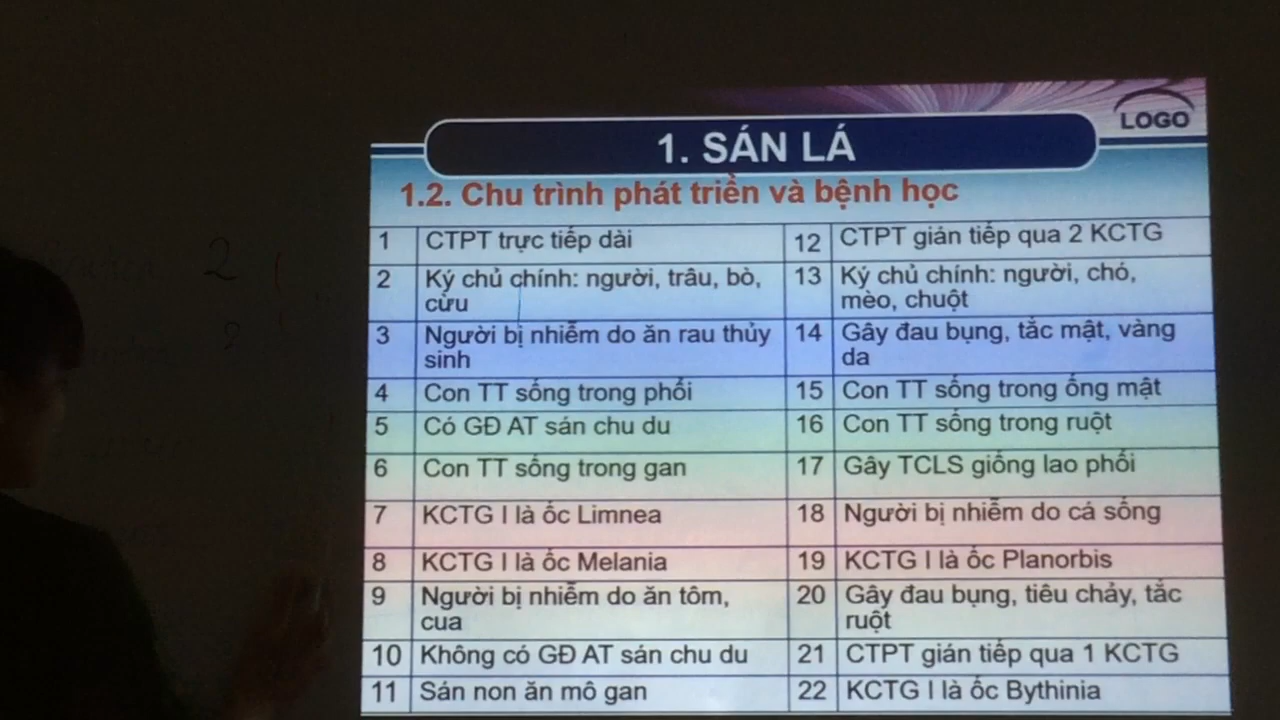 LOGO
1. SÁN LÁ
1.2. Chu trình phát triển và bệnh học
1 CTPT trực tiếp dài
2 Ký chủ chính: người, trâu, bò,
cừu
3 Người bị nhiễm do ăn rau thủy
sinh
4 Con TT sống trong phổi
5 Có GĐ AT sán chu du
6 Con TT sống trong gan
7 KCTG I là ốc Limnea
8 KCTG I là ốc Melania
9 Người bị nhiễm do ăn tôm,
cua
10 Không có GĐ AT sán chu du
11 Sán non ăn mô gan
12 CTPT gián tiếp qua 2 KCTG
13 Ký chủ chính: người, chó,
mèo, chuột
14 Gây đau bụng, tắc mật, vàng
da
15 Con TT sống trong ống mật
16 Con TT sống trong ruột
17 Gây TCLS giống lao phổi
18 Người bị nhiễm do cá sống
19 KCTG I là ốc Planorbis
20 Gây đau bụng, tiêu chảy, tắc
ruột
21 CTPT gián tiếp qua 1 KCTG
22 KCTG I là ốc Bythinia
2
2